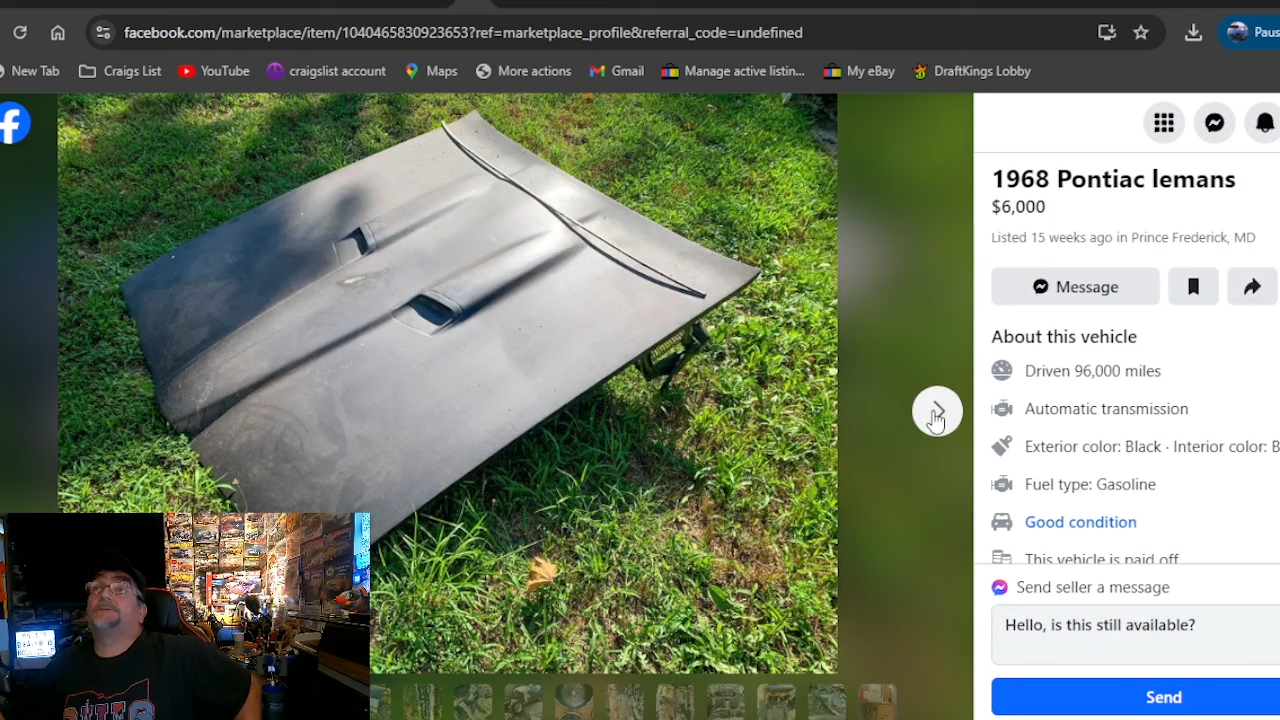 facebook.com/marketplace/item/1040465830923653?ref=marketplace_profile&referral_code=undefined
Paus
New Tab
Craigs List
YouTube
craigslist account
Maps
More actions
Gmail
Manage active listin...
My eBay
DraftKings Lobby
1968 Pontiac lemans
$6,000
Listed 15 weeks ago in Prince Frederick, MD
Message
About this vehicle
Driven 96,000 miles
Automatic transmission
Exterior color: Black · Interior color: B
Fuel type: Gasoline
Good condition
This vehicle is paid off
Send seller a message
Hello, is this still available?
Send